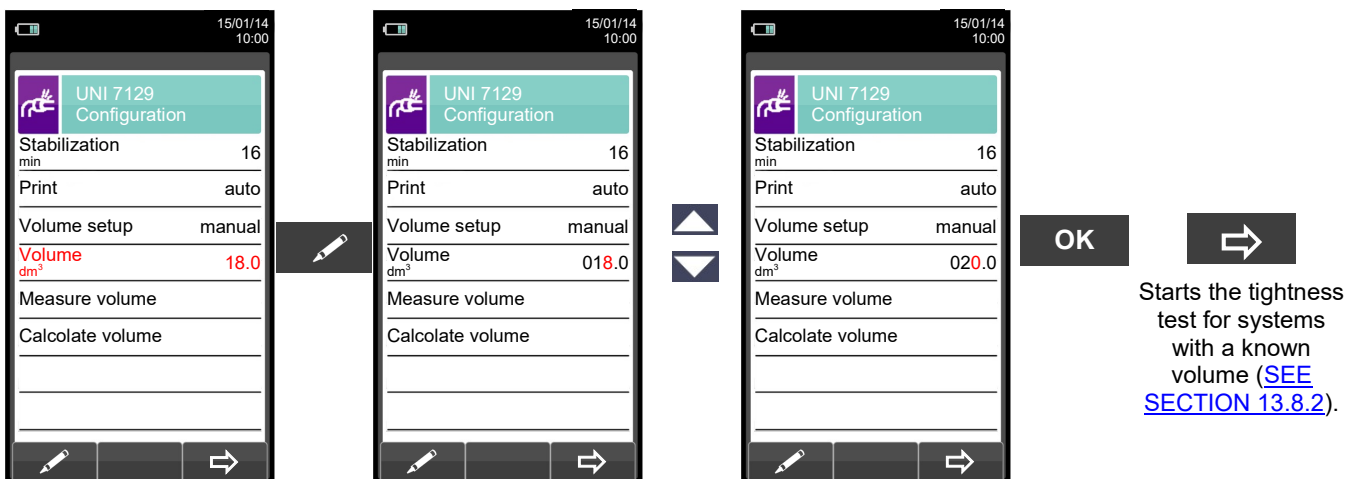 15/01/14
10:00
UNI 7129
Configuration
Stabilization
min
16
Print
auto
Volume setup
manual
Volume
dm³
18.0
Measure volume
Calcolate volume
15/01/14
10:00
UNI 7129
Configuration
Stabilization
min
16
Print
auto
Volume setup
manual
Volume
dm³
018.0
Measure volume
Calcolate volume
15/01/14
10:00
UNI 7129
Configuration
Stabilization
min
16
Print
auto
Volume setup
manual
Volume
dm³
020.0
Measure volume
Calcolate volume
OK
Starts the tightness
test for systems
with a known
volume (SEE
SECTION 13.8.2).